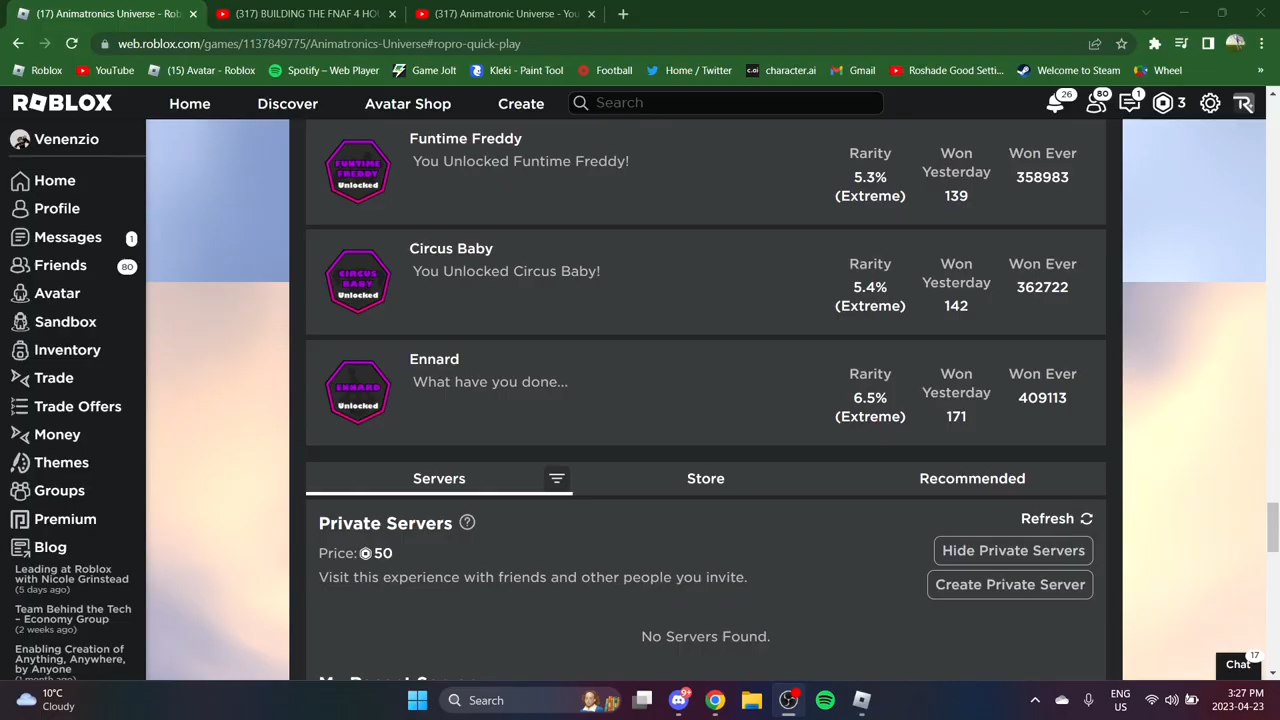 (17) Animatronics Universe - Rob
(317) BUILDING THE FNAF 4 HOU
(317) Animatronic Universe - You
web.roblox.com/games/1137849775/Animatronics-Universe#ropro-quick-play
Roblox
YouTube
(15) Avatar - Roblox
Spotify – Web Player
Game Jolt
Kleki - Paint Tool
Football
Home / Twitter
character.ai
Gmail
Roshade Good Setti...
Welcome to Steam
Wheel
ROBLOX
Home
Discover
Avatar Shop
Create
Search
26
80
1
3
Venenzio
Home
Profile
Messages 1
Friends 80
Avatar
Sandbox
Inventory
Trade
Trade Offers
Money
Themes
Groups
Premium
Blog
Leading at Roblox
with Nicole Grinstead
(5 days ago)
Team Behind the Tech
– Economy Group
(2 weeks ago)
Enabling Creation of
Anything, Anywhere,
by Anyone
(1 month ago)
FUNTIME
FREDDY
Unlocked
Funtime Freddy
You Unlocked Funtime Freddy!
Rarity
5.3%
(Extreme)
Won
Yesterday
139
Won Ever
358983
CIRCUS
BABY
Unlocked
Circus Baby
You Unlocked Circus Baby!
Rarity
5.4%
(Extreme)
Won
Yesterday
142
Won Ever
362722
ENNARD
Unlocked
Ennard
What have you done...
Rarity
6.5%
(Extreme)
Won
Yesterday
171
Won Ever
409113
Servers
Store
Recommended
Private Servers
Refresh
Price: 50
Hide Private Servers
Visit this experience with friends and other people you invite.
Create Private Server
No Servers Found.
Chat 17
10°C
Cloudy
Search
9+
ENG
US
3:27 PM
2023-04-23